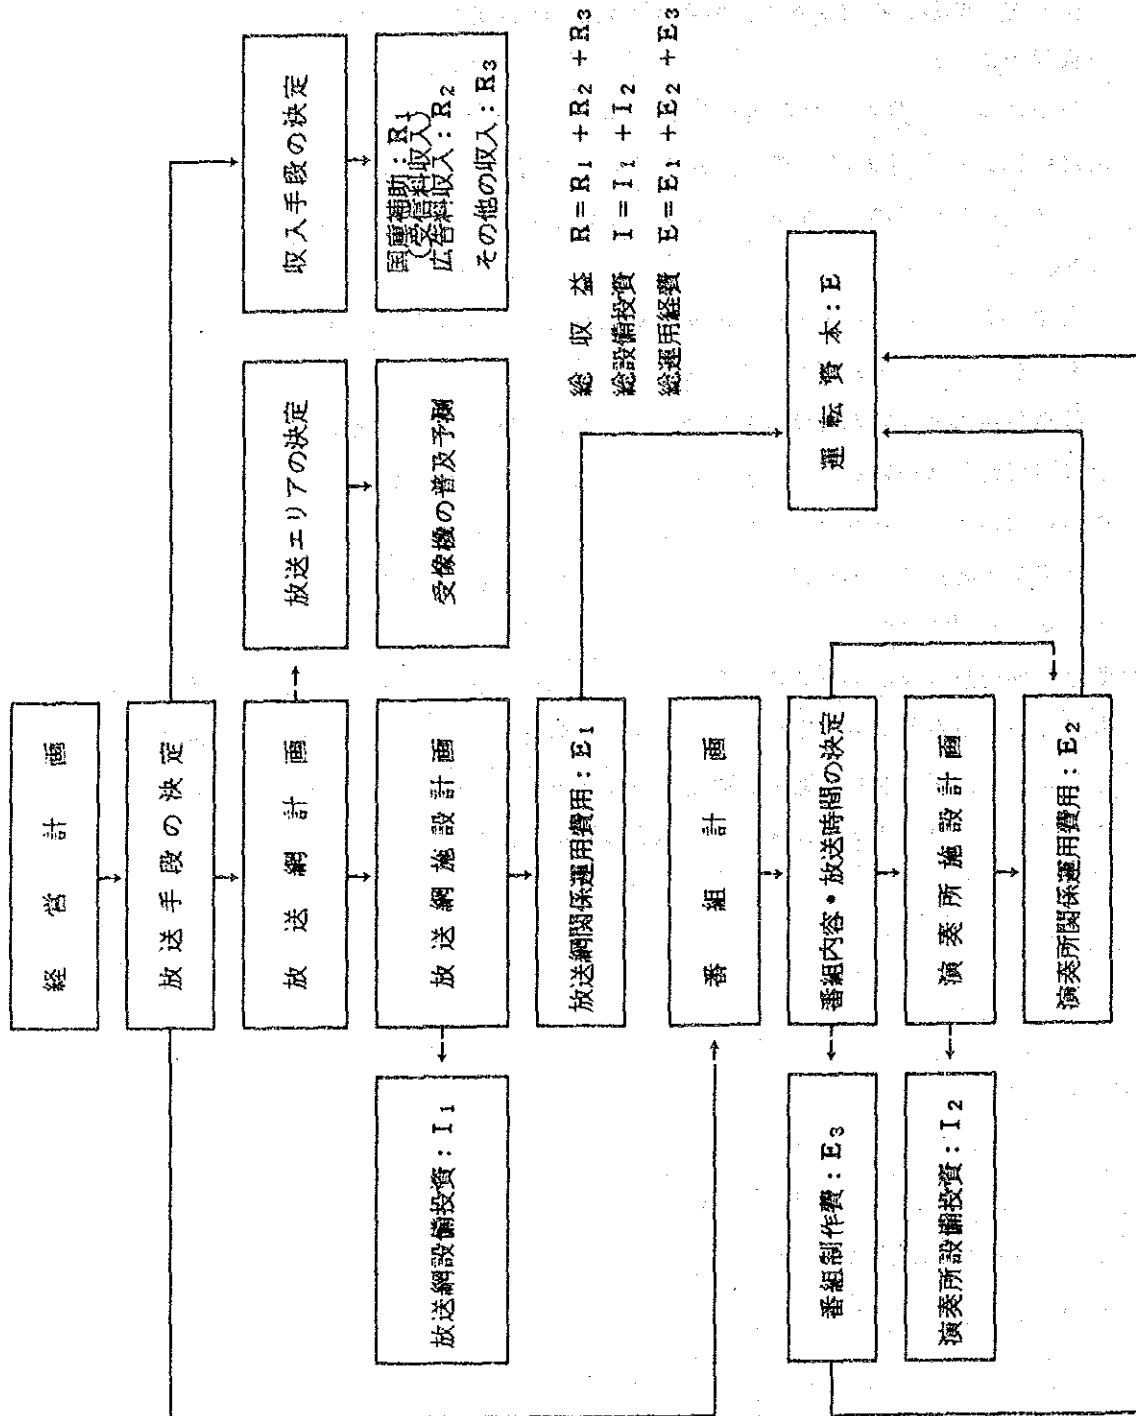 経営計画
放送手段の決定
収入手段の決定
放送網計画
放送エリアの決定
国庫補助：R1
（受信料収入）
広告料収入：R2
その他の収入：R3
放送網施設計画
受像機の普及予測
放送網設備投資：I1
放送網関係運用費用：E1
総収益 R=R1+R2+R3
総設備投資 I=I1+I2
総運用経費 E=E1+E2+E3
番組計画
番組内容・放送時間の決定
番組制作費：E3
運転資本：E
演奏所施設計画
演奏所設備投資：I2
演奏所関係運用費用：E2